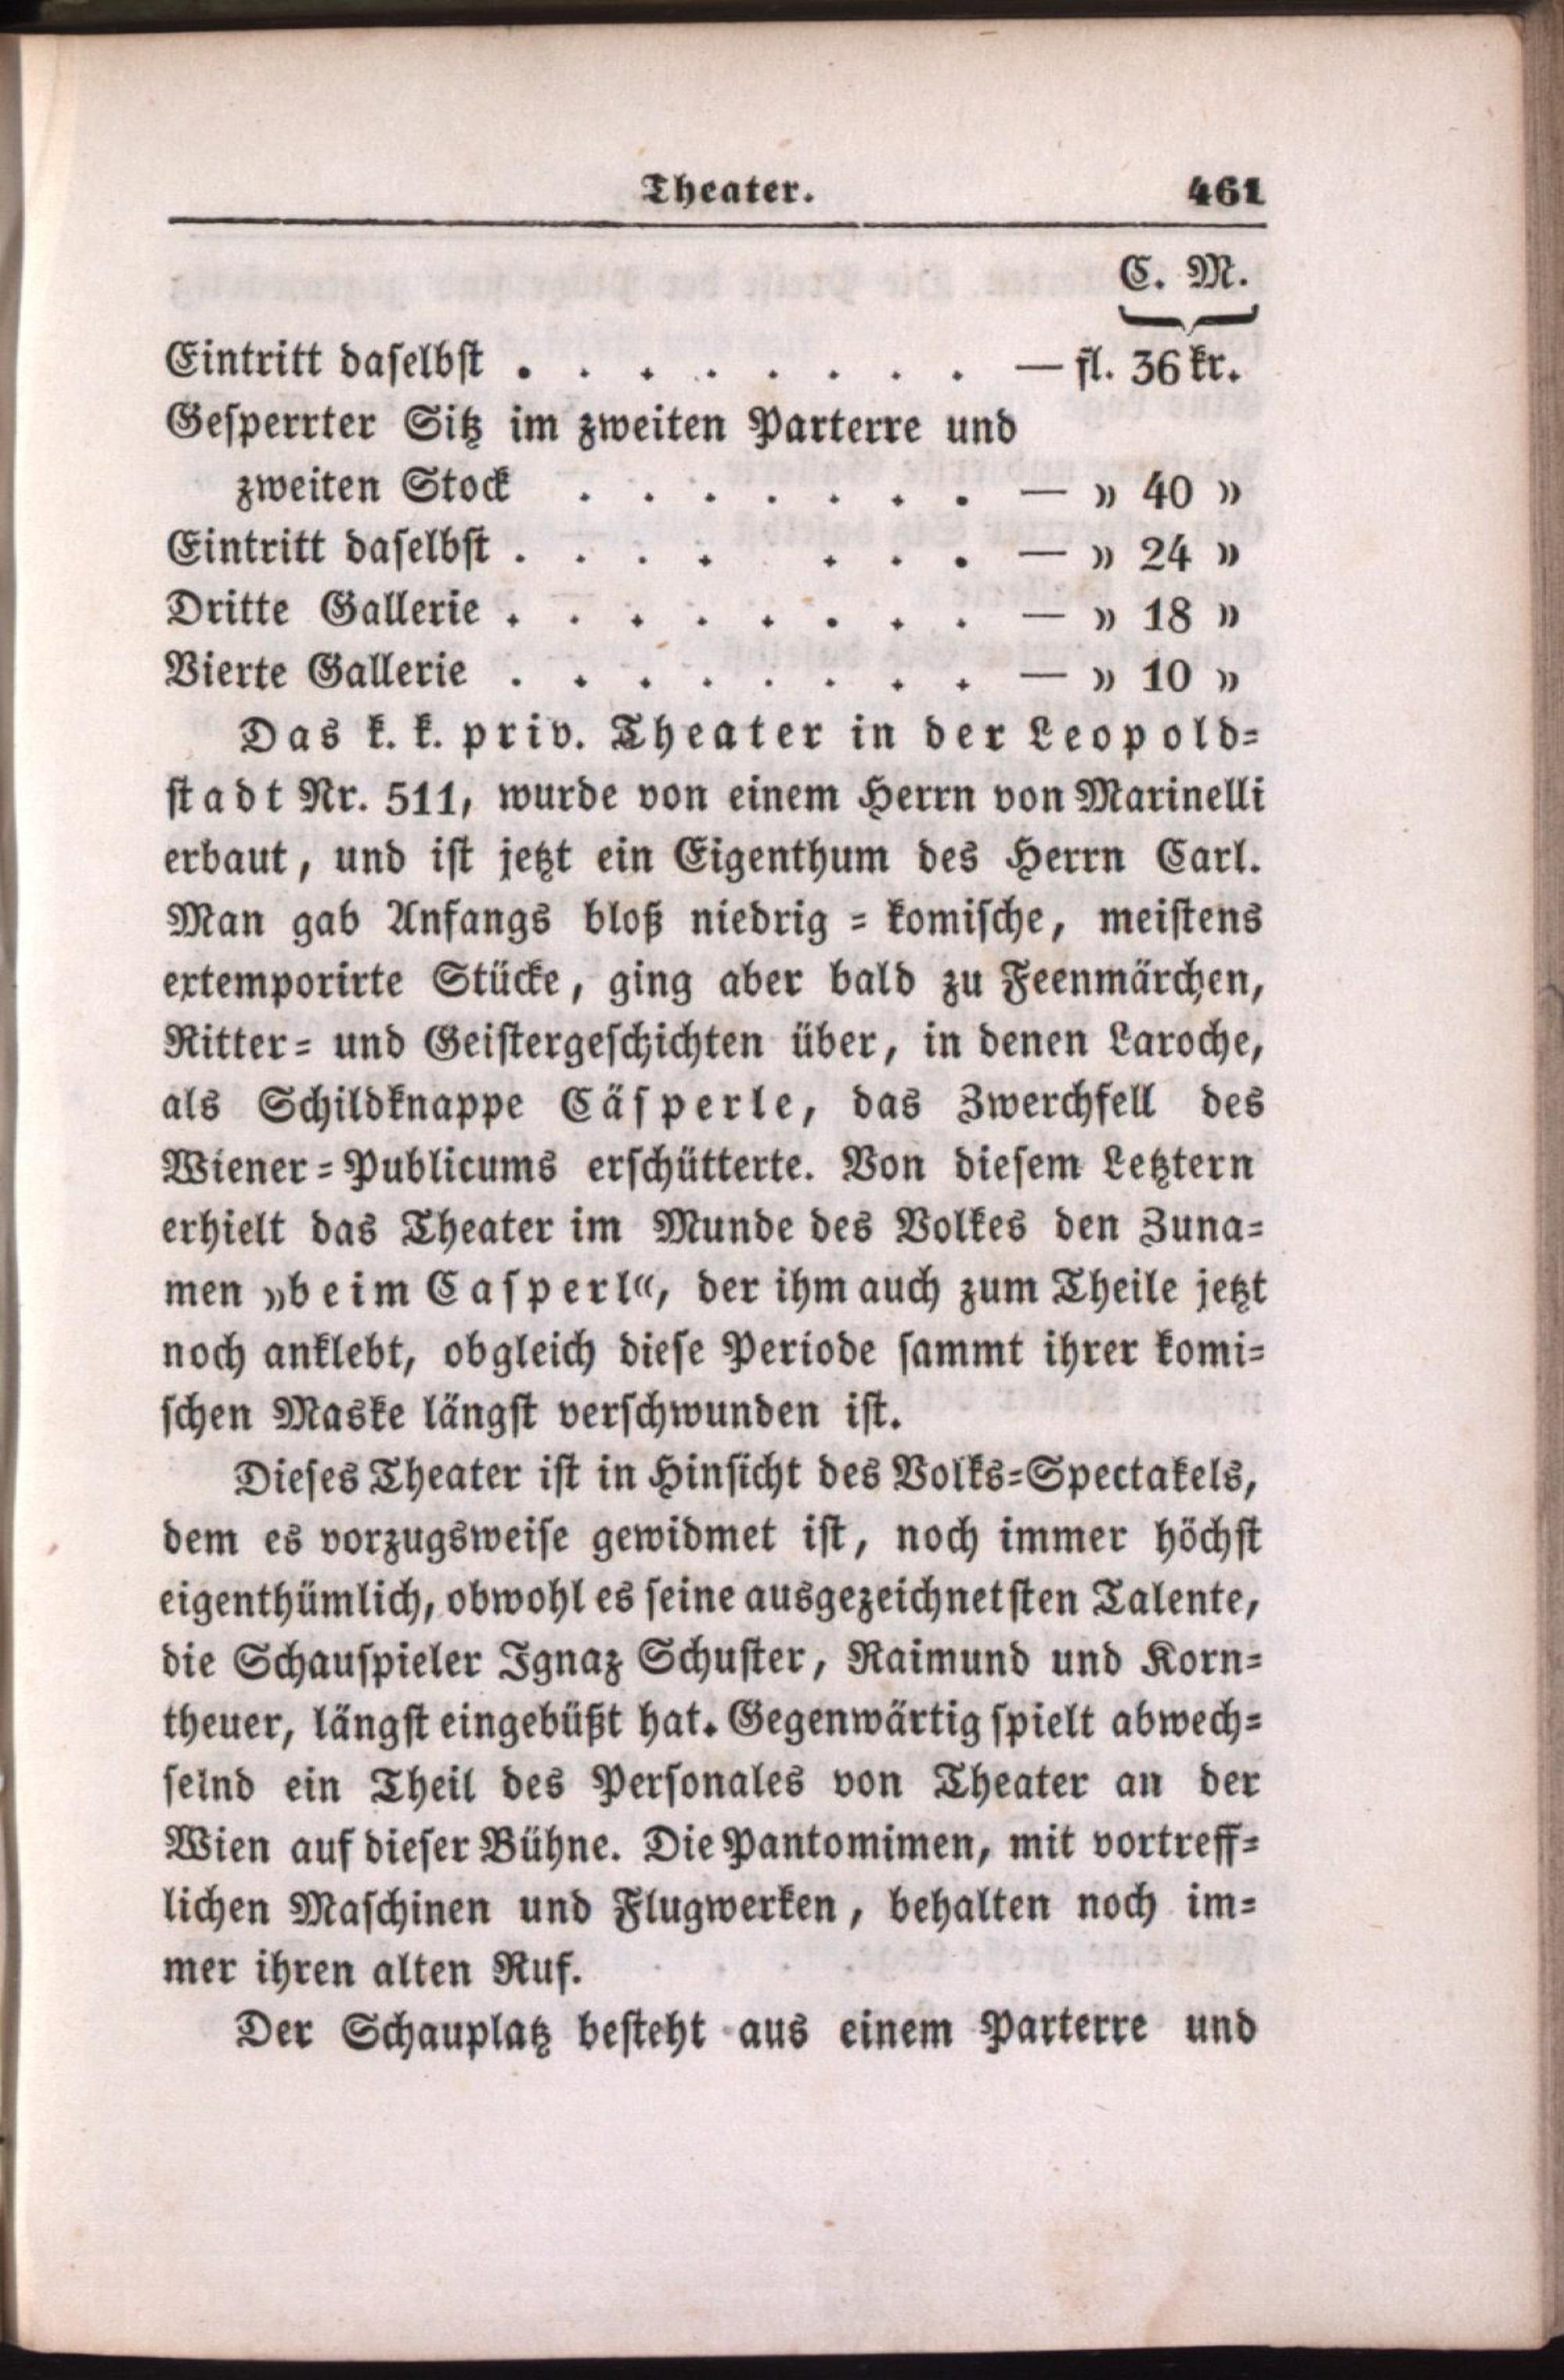 Theater. 461
C. M.
Eintritt daselbst . . . . . . . . — fl. 36 kr.
Gesperrter Sitz im zweiten Parterre und
zweiten Stock . . . . . . . — » 40 »
Eintritt daselbst . . . . . . . — » 24 »
Dritte Gallerie . . . . . . . . — » 18 »
Vierte Gallerie . . . . . . . . — » 10 »
Das k. k. priv. Theater in der Leopold=
stadt Nr. 511, wurde von einem Herrn von Marinelli
erbaut, und ist jetzt ein Eigenthum des Herrn Carl.
Man gab Anfangs bloß niedrig = komische, meistens
extemporirte Stücke, ging aber bald zu Feenmärchen,
Ritter= und Geistergeschichten über, in denen Laroche,
als Schildknappe Cäsperle, das Zwerchfell des
Wiener=Publicums erschütterte. Von diesem Letztern
erhielt das Theater im Munde des Volkes den Zuna=
men »beim Casperl«, der ihm auch zum Theile jetzt
noch anklebt, obgleich diese Periode sammt ihrer komi=
schen Maske längst verschwunden ist.
Dieses Theater ist in Hinsicht des Volks=Spectakels,
dem es vorzugsweise gewidmet ist, noch immer höchst
eigenthümlich, obwohl es seine ausgezeichnetsten Talente,
die Schauspieler Ignaz Schuster, Raimund und Korn=
theuer, längst eingebüßt hat. Gegenwärtig spielt abwech=
selnd ein Theil des Personales von Theater an der
Wien auf dieser Bühne. Die Pantomimen, mit vortreff=
lichen Maschinen und Flugwerken, behalten noch im=
mer ihren alten Ruf.
Der Schauplatz besteht aus einem Parterre und